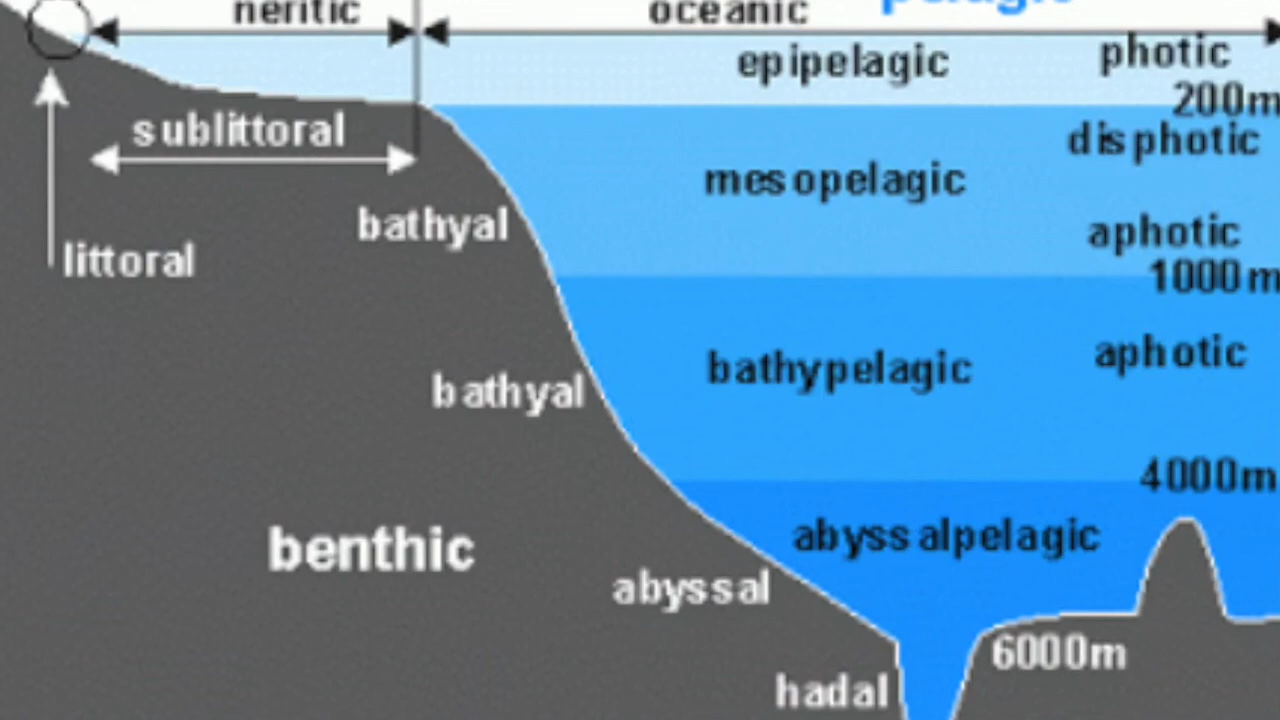 neritic
oceanic
pelagic
epipelagic
photic
200m
sublittoral
disphotic
mesopelagic
bathyal
aphotic
littoral
1000m
aphotic
bathypelagic
bathyal
4000m
abyssalpelagic
benthic
abyssal
6000m
hadal